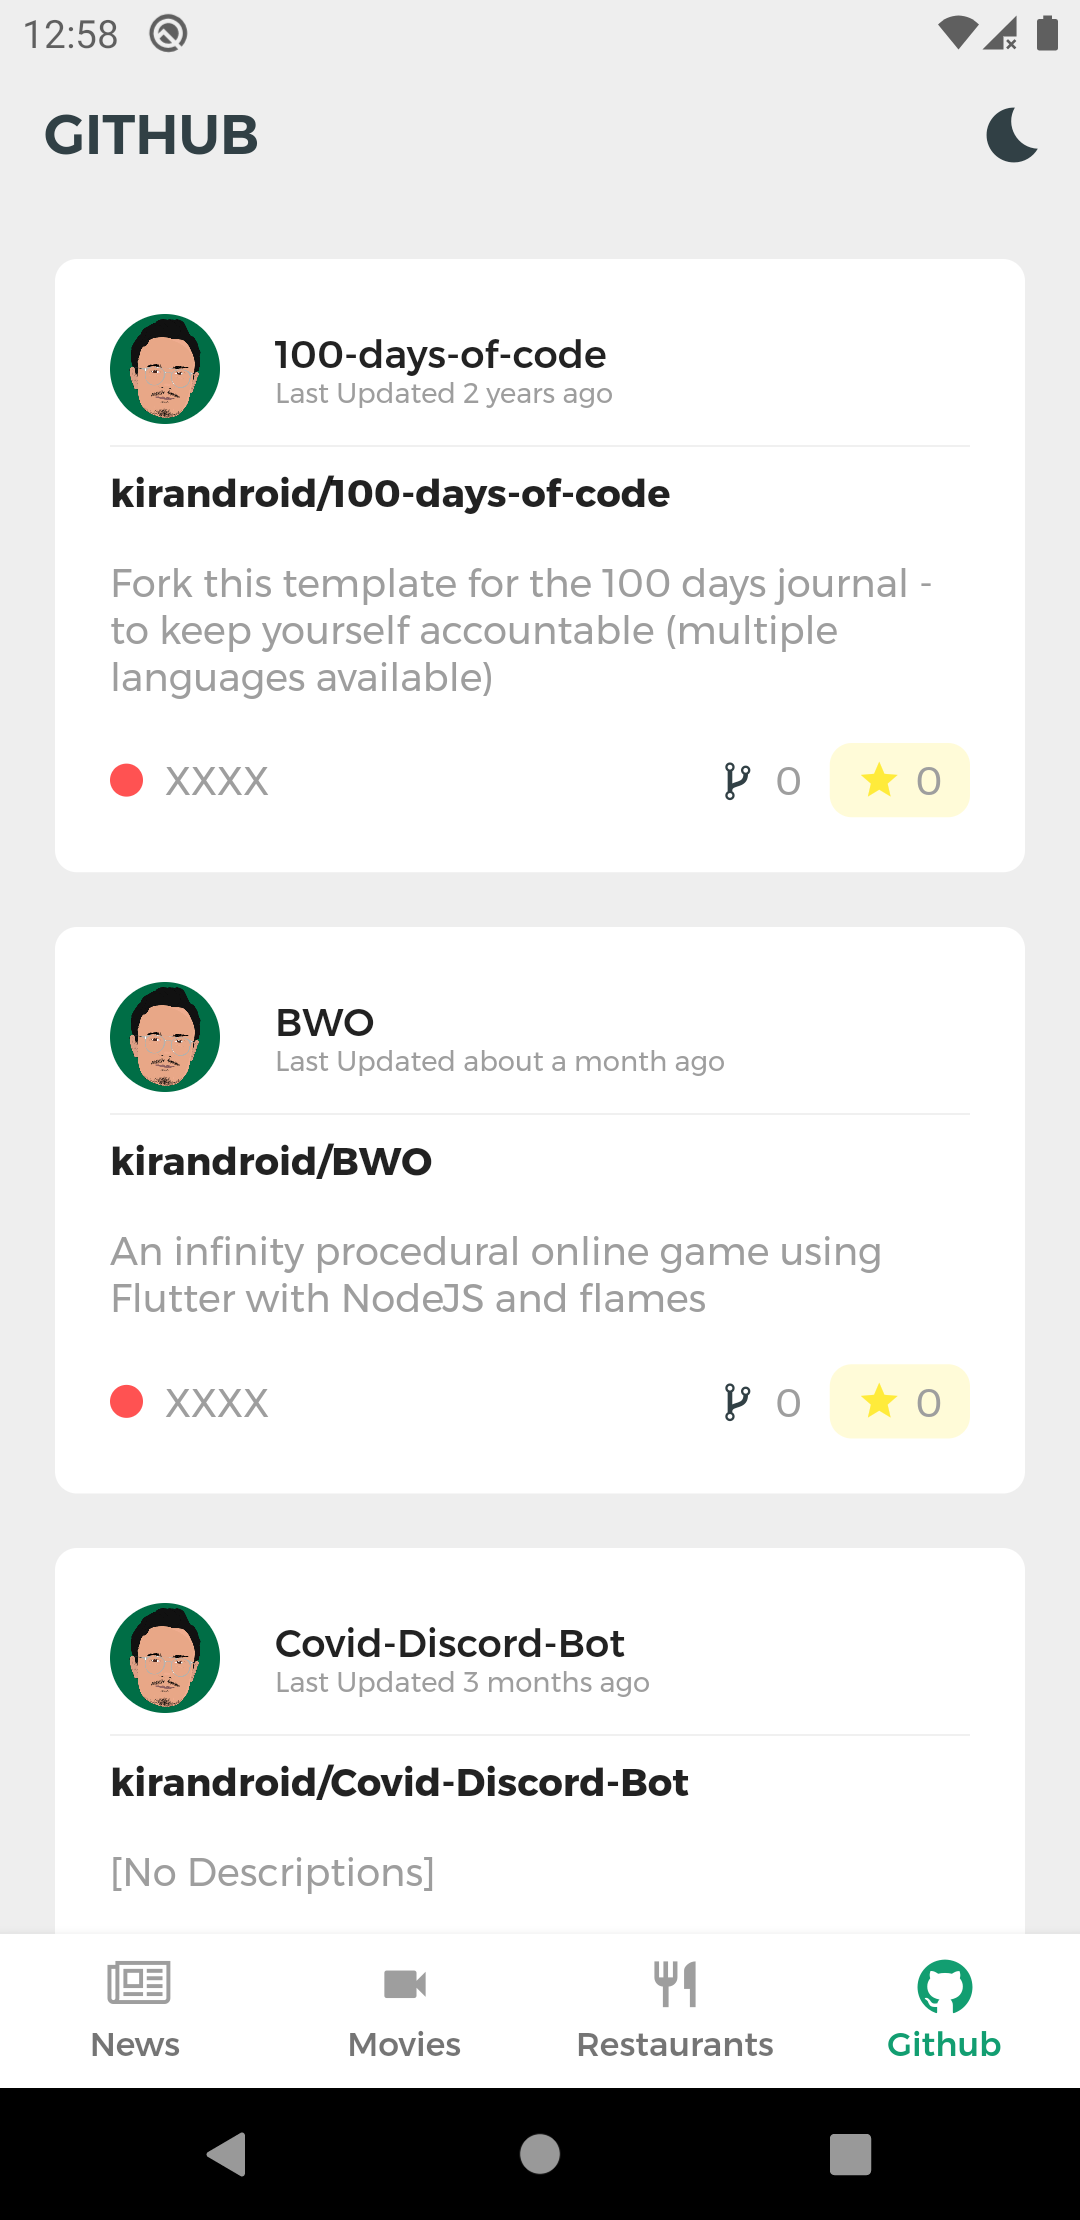 12:58
GITHUB
100-days-of-code
Last Updated 2 years ago
kirandroid/100-days-of-code
Fork this template for the 100 days journal -
to keep yourself accountable (multiple
languages available)
XXXX 0 0
BWO
Last Updated about a month ago
kirandroid/BWO
An infinity procedural online game using
Flutter with NodeJS and flames
XXXX 0 0
Covid-Discord-Bot
Last Updated 3 months ago
kirandroid/Covid-Discord-Bot
[No Descriptions]
News Movies Restaurants Github